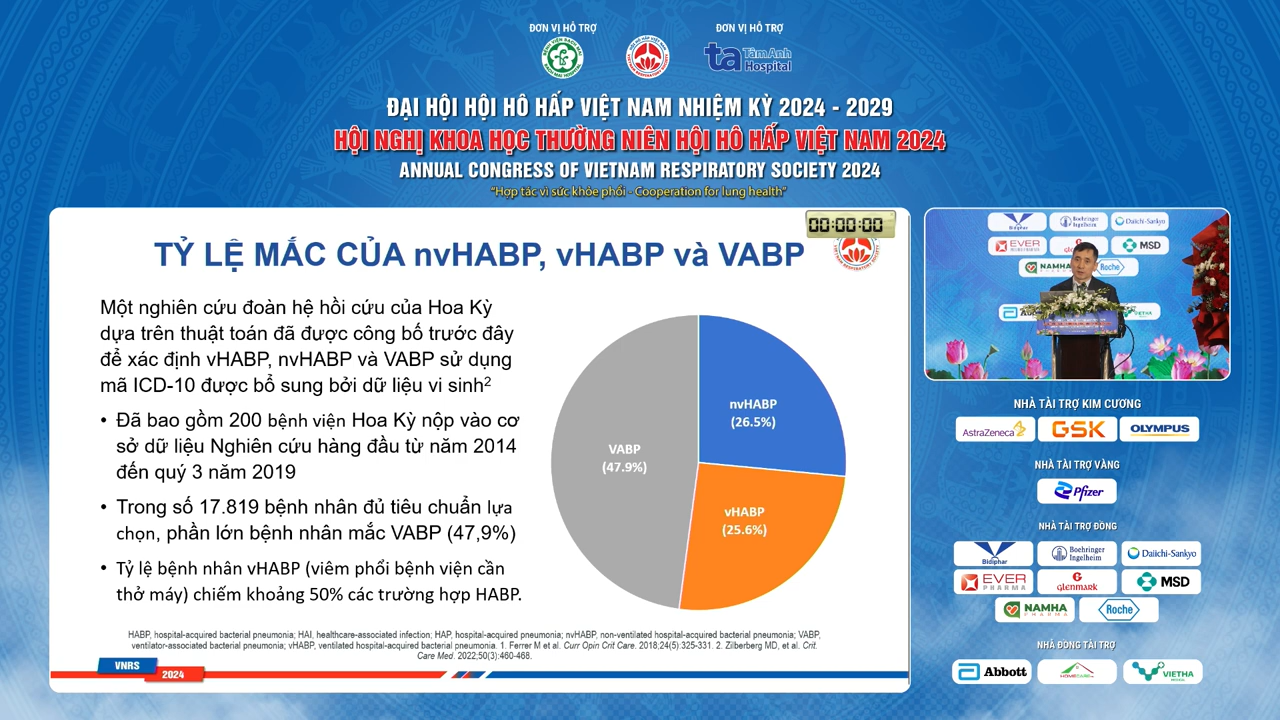 ĐƠN VỊ HỖ TRỢ
ĐƠN VỊ HỖ TRỢ
ta TâmAnh Hospital
ĐẠI HỘI HỘI HÔ HẤP VIỆT NAM NHIỆM KỲ 2024 - 2029
HỘI NGHỊ KHOA HỌC THƯỜNG NIÊN HỘI HÔ HẤP VIỆT NAM 2024
ANNUAL CONGRESS OF VIETNAM RESPIRATORY SOCIETY 2024
"Hợp tác vì sức khỏe phổi - Cooperation for lung health"
00:00:00
TỶ LỆ MẮC CỦA nvHABP, vHABP và VABP
Một nghiên cứu đoàn hệ hồi cứu của Hoa Kỳ
dựa trên thuật toán đã được công bố trước đây
để xác định vHABP, nvHABP và VABP sử dụng
mã ICD-10 được bổ sung bởi dữ liệu vi sinh²
• Đã bao gồm 200 bệnh viện Hoa Kỳ nộp vào cơ
sở dữ liệu Nghiên cứu hàng đầu từ năm 2014
đến quý 3 năm 2019
• Trong số 17.819 bệnh nhân đủ tiêu chuẩn lựa
chọn, phần lớn bệnh nhân mắc VABP (47,9%)
• Tỷ lệ bệnh nhân vHABP (viêm phổi bệnh viện cần
thở máy) chiếm khoảng 50% các trường hợp HABP.
nvHABP
(26.5%)
VABP
(47.9%)
vHABP
(25.6%)
HABP, hospital-acquired bacterial pneumonia; HAI, healthcare-associated infection; HAP, hospital-acquired pneumonia; nvHABP, non-ventilated hospital-acquired bacterial pneumonia; VABP,
ventilator-associated bacterial pneumonia; vHABP, ventilated hospital-acquired bacterial pneumonia. 1. Ferrer M et al. Curr Opin Crit Care. 2018;24(5):325-331. 2. Zilberberg MD, et al. Crit.
Care Med. 2022;50(3):460-468.
VNRS
2024
Bidiphar
Boehringer Ingelheim
Daiichi-Sankyo
EVER
MSD
NAMHA
Roche
NHÀ TÀI TRỢ KIM CƯƠNG
AstraZeneca
GSK
OLYMPUS
NHÀ TÀI TRỢ VÀNG
Pfizer
NHÀ TÀI TRỢ ĐỒNG
Bidiphar
Boehringer Ingelheim
Daiichi-Sankyo
EVER PHARMA
GLENMARK
MSD
NAMHA PHARMA
Roche
NHÀ ĐỒNG TÀI TRỢ
Abbott
HOMECARE
VIETHA